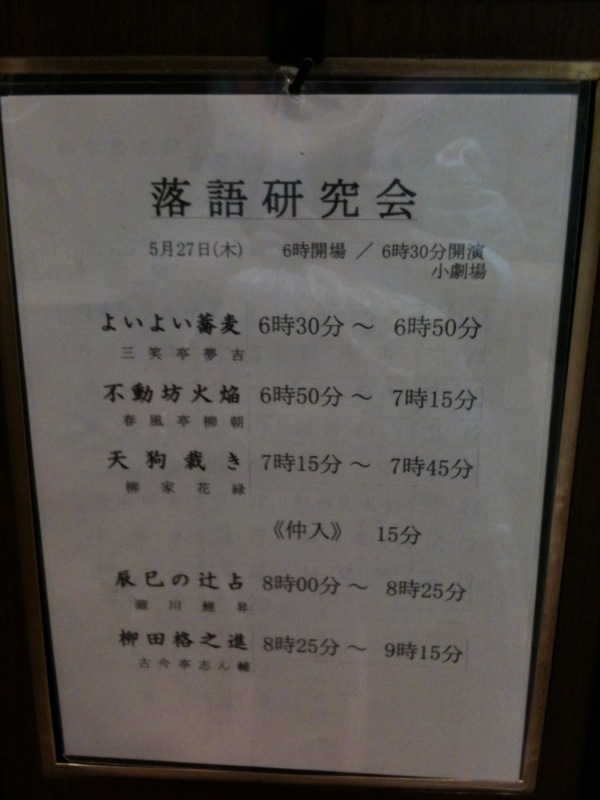 落語研究会
5月27日(木) 6時開場 / 6時30分開演
小劇場
よいよい蕎麦 6時30分 〜 6時50分
三笑亭夢吉
不動坊火焔 6時50分 〜 7時15分
春風亭柳朝
天狗裁き 7時15分 〜 7時45分
柳家花緑
《仲入》 15分
辰巳の辻占 8時00分 〜 8時25分
瀧川鯉昇
柳田格之進 8時25分 〜 9時15分
古今亭志ん輔